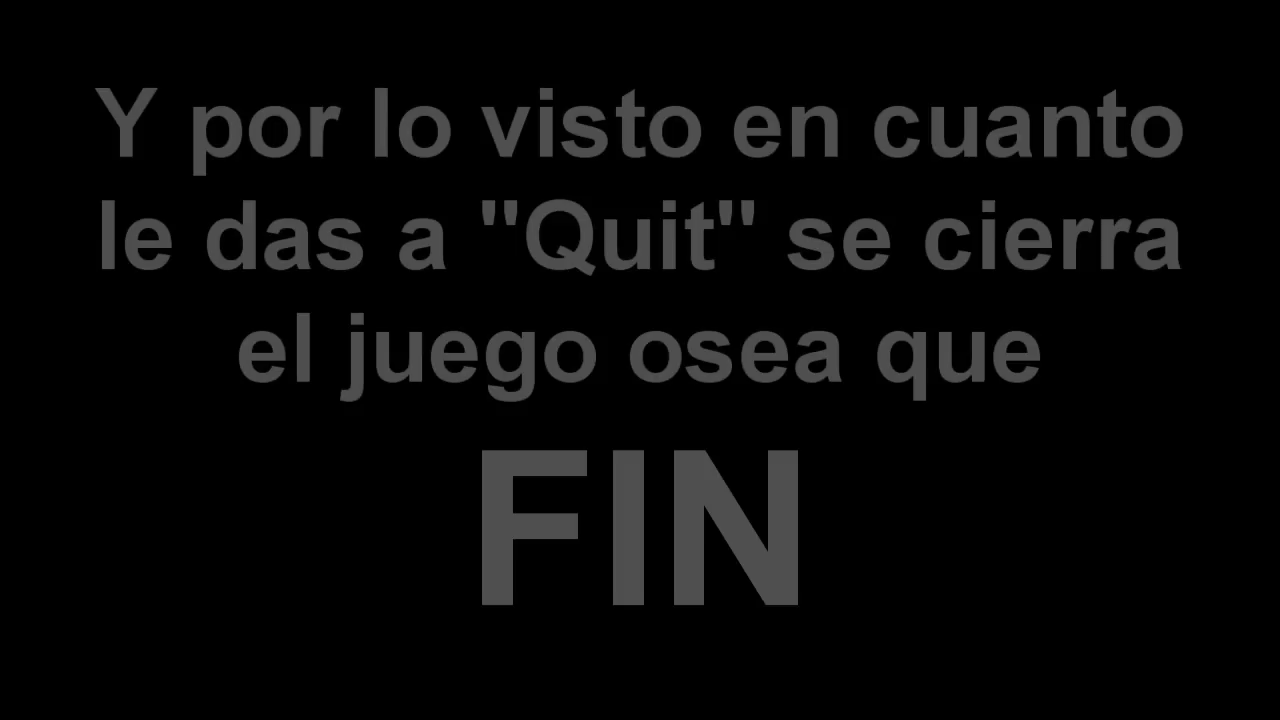 Y por lo visto en cuanto
le das a "Quit" se cierra
el juego osea que
FIN